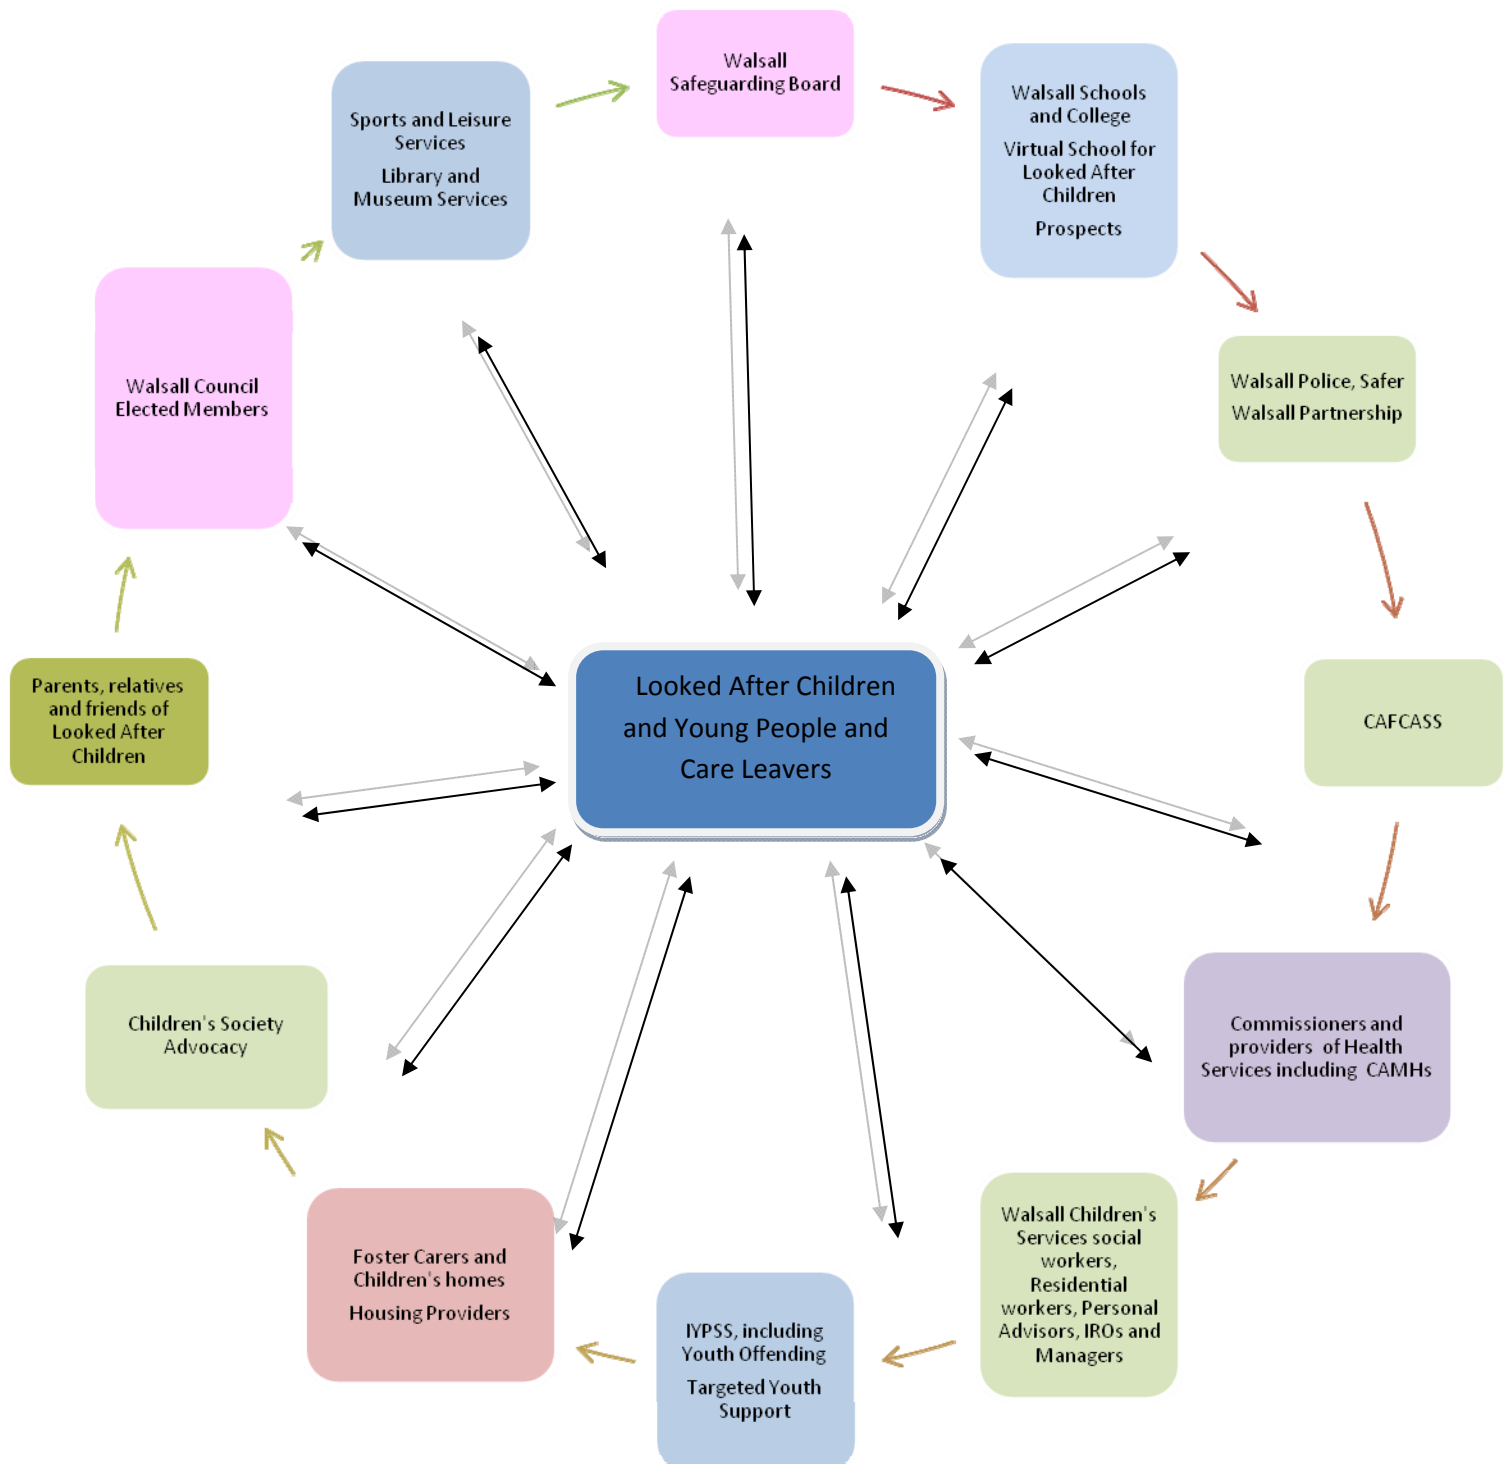 Walsall
Safeguarding Board
Walsall Schools
and College
Virtual School for
Looked After
Children
Prospects
Walsall Police, Safer
Walsall Partnership
CAFCASS
Commissioners and
providers of Health
Services including CAMHs
Walsall Children's
Services social
workers,
Residential
workers, Personal
Advisors, IROs and
Managers
IYPSS, including
Youth Offending
Targeted Youth
Support
Foster Carers and
Children's homes
Housing Providers
Children's Society
Advocacy
Parents, relatives
and friends of
Looked After
Children
Walsall Council
Elected Members
Sports and Leisure
Services
Library and
Museum Services
Looked After Children
and Young People and
Care Leavers